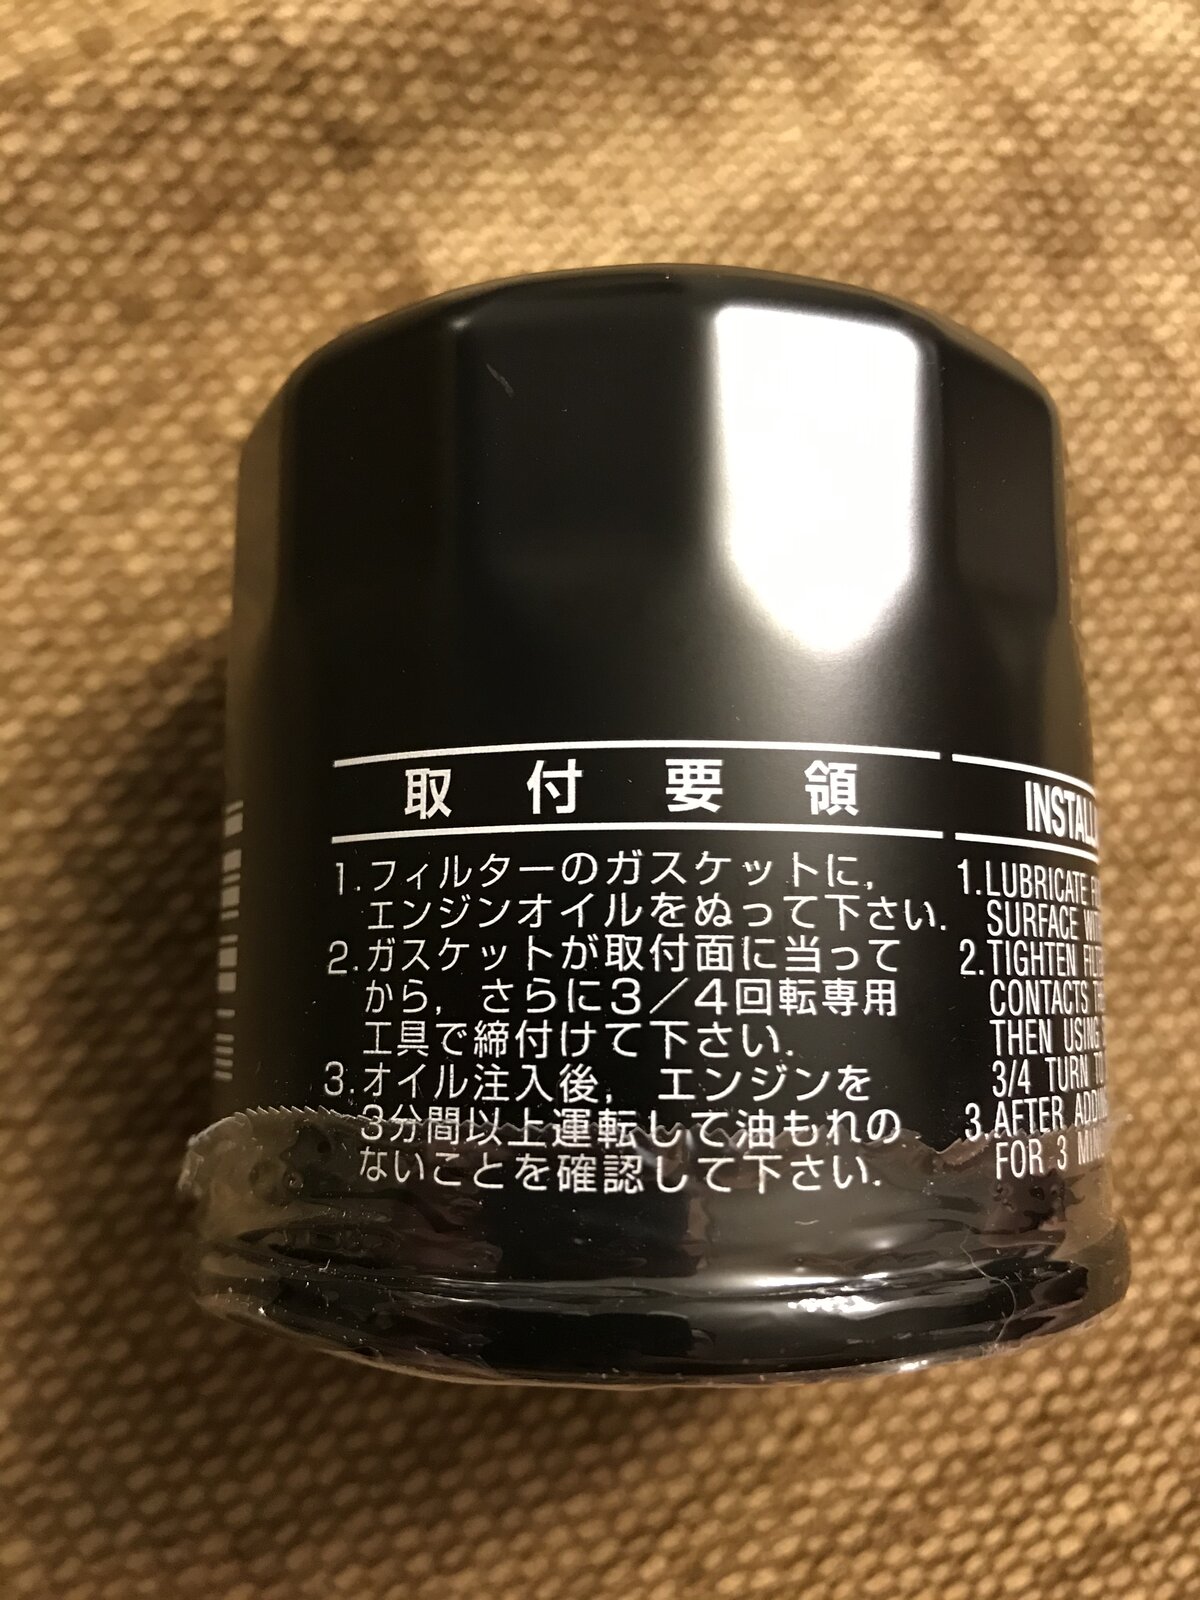 取付要領
1.フィルターのガスケットに,
エンジンオイルをぬって下さい.
2.ガスケットが取付面に当って
から, さらに3/4回転専用
工具で締付けて下さい.
3.オイル注入後, エンジンを
3分間以上運転して油もれの
ないことを確認して下さい.
1.LUBRICATE
SURFACE
2.TIGHTEN
CONTACTS
THEN USING
3/4 TURN
3.AFTER
FOR 3